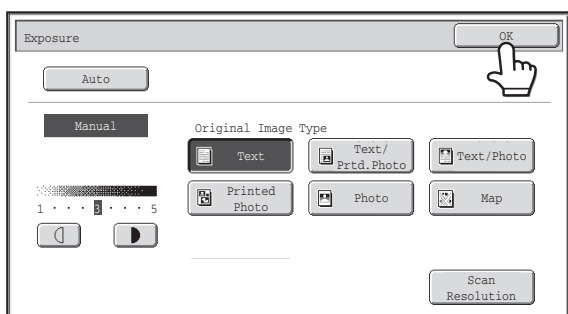 Exposure
OK
Auto
Manual
Original Image Type
Text
Text/
Prtd.Photo
Text/Photo
Printed
Photo
Photo
Map
1 · · · 3 · · · 5
Scan
Resolution